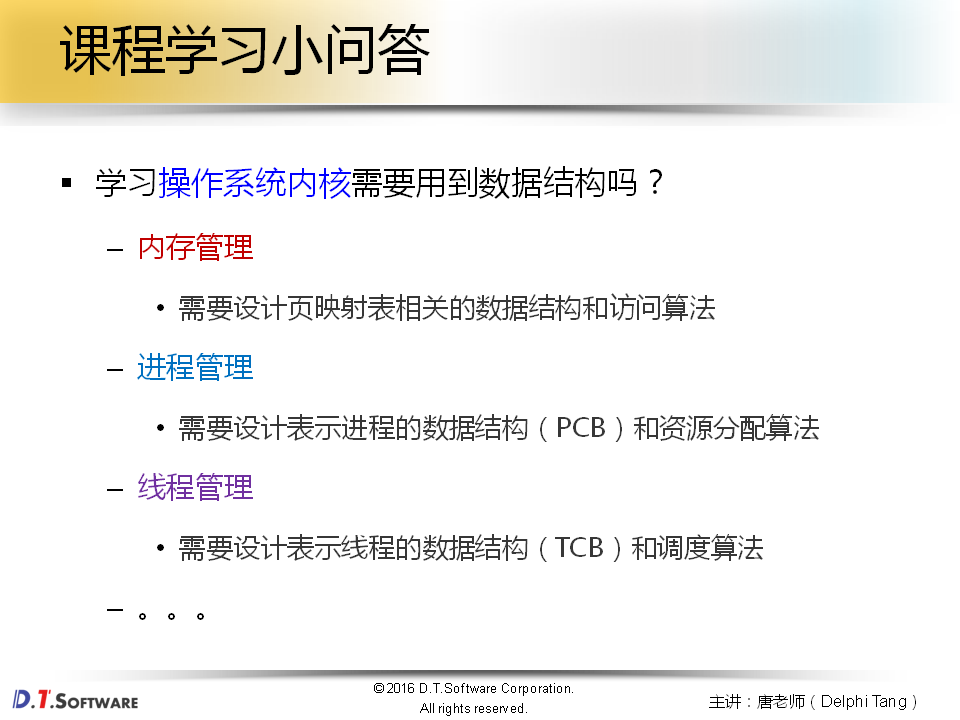 课程学习小问答
▪ 学习操作系统内核需要用到数据结构吗？
– 内存管理
• 需要设计页映射表相关的数据结构和访问算法
– 进程管理
• 需要设计表示进程的数据结构（PCB）和资源分配算法
– 线程管理
• 需要设计表示线程的数据结构（TCB）和调度算法
– 。。。
D.T.SOFTWARE
©2016 D.T.Software Corporation.
All rights reserved.
主讲：唐老师（Delphi Tang）